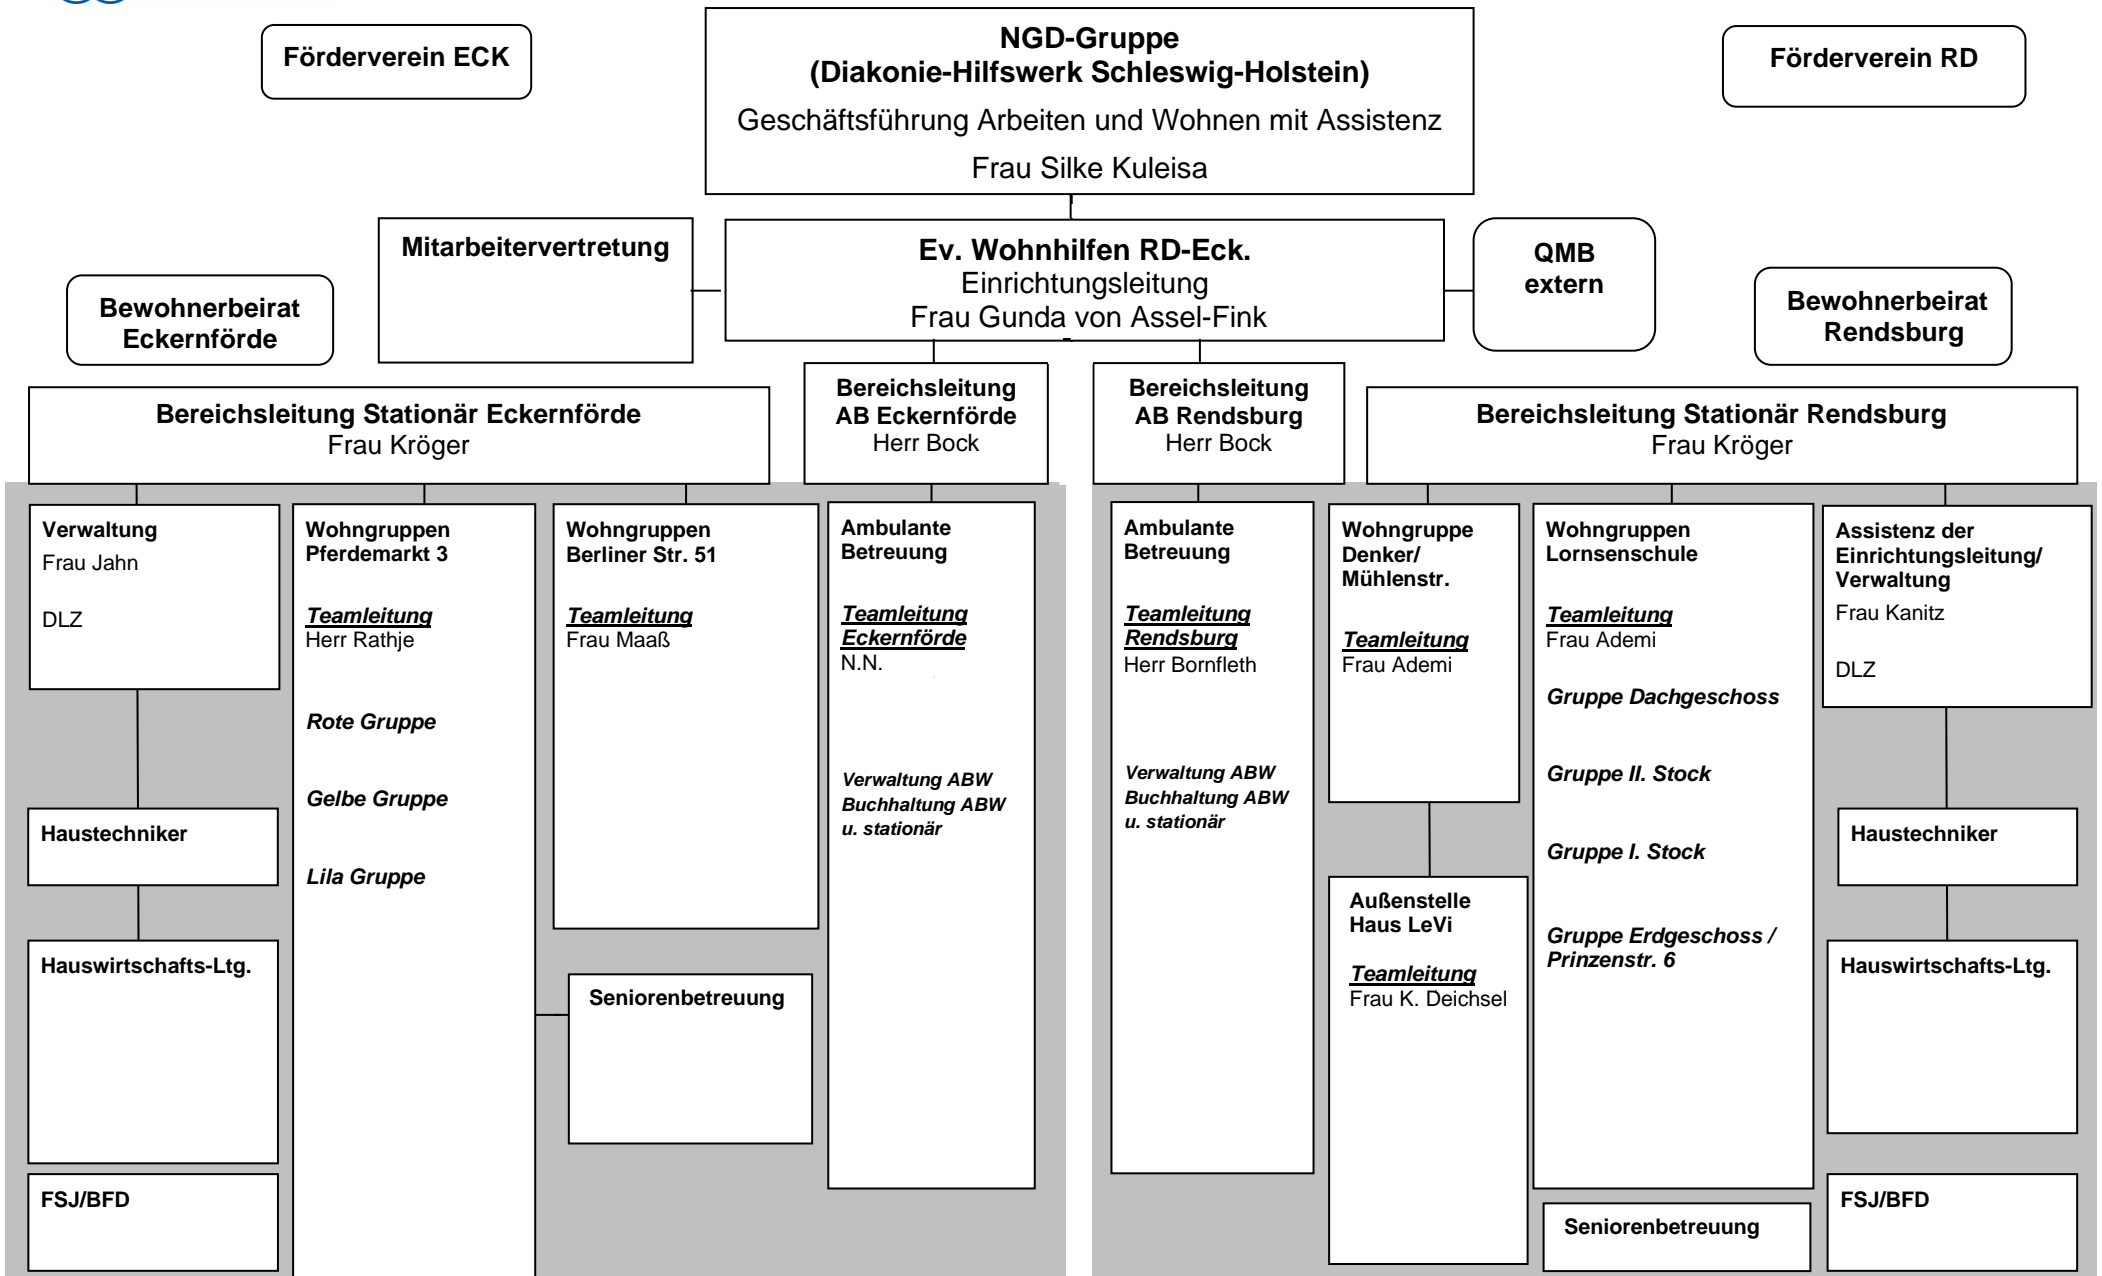 Förderverein ECK
NGD-Gruppe
(Diakonie-Hilfswerk Schleswig-Holstein)
Geschäftsführung Arbeiten und Wohnen mit Assistenz
Frau Silke Kuleisa
Förderverein RD
Mitarbeitervertretung
Ev. Wohnhilfen RD-Eck.
Einrichtungsleitung
Frau Gunda von Assel-Fink
QMB
extern
Bewohnerbeirat
Eckernförde
Bewohnerbeirat
Rendsburg
Bereichsleitung Stationär Eckernförde
Frau Kröger
Bereichsleitung
AB Eckernförde
Herr Bock
Bereichsleitung
AB Rendsburg
Herr Bock
Bereichsleitung Stationär Rendsburg
Frau Kröger
Verwaltung
Frau Jahn
DLZ
Haustechniker
Hauswirtschafts-Ltg.
FSJ/BFD
Wohngruppen
Pferdemarkt 3
Teamleitung
Herr Rathje
Rote Gruppe
Gelbe Gruppe
Lila Gruppe
Wohngruppen
Berliner Str. 51
Teamleitung
Frau Maaß
Seniorenbetreuung
Ambulante
Betreuung
Teamleitung
Eckernförde
N.N.
Verwaltung ABW
Buchhaltung ABW
u. stationär
Ambulante
Betreuung
Teamleitung
Rendsburg
Herr Bornfleth
Verwaltung ABW
Buchhaltung ABW
u. stationär
Wohngruppe
Denker/
Mühlenstr.
Teamleitung
Frau Ademi
Außenstelle
Haus LeVi
Teamleitung
Frau K. Deichsel
Wohngruppen
Lornsenschule
Teamleitung
Frau Ademi
Gruppe Dachgeschoss
Gruppe II. Stock
Gruppe I. Stock
Gruppe Erdgeschoss /
Prinzenstr. 6
Seniorenbetreuung
Assistenz der
Einrichtungsleitung/
Verwaltung
Frau Kanitz
DLZ
Haustechniker
Hauswirtschafts-Ltg.
FSJ/BFD